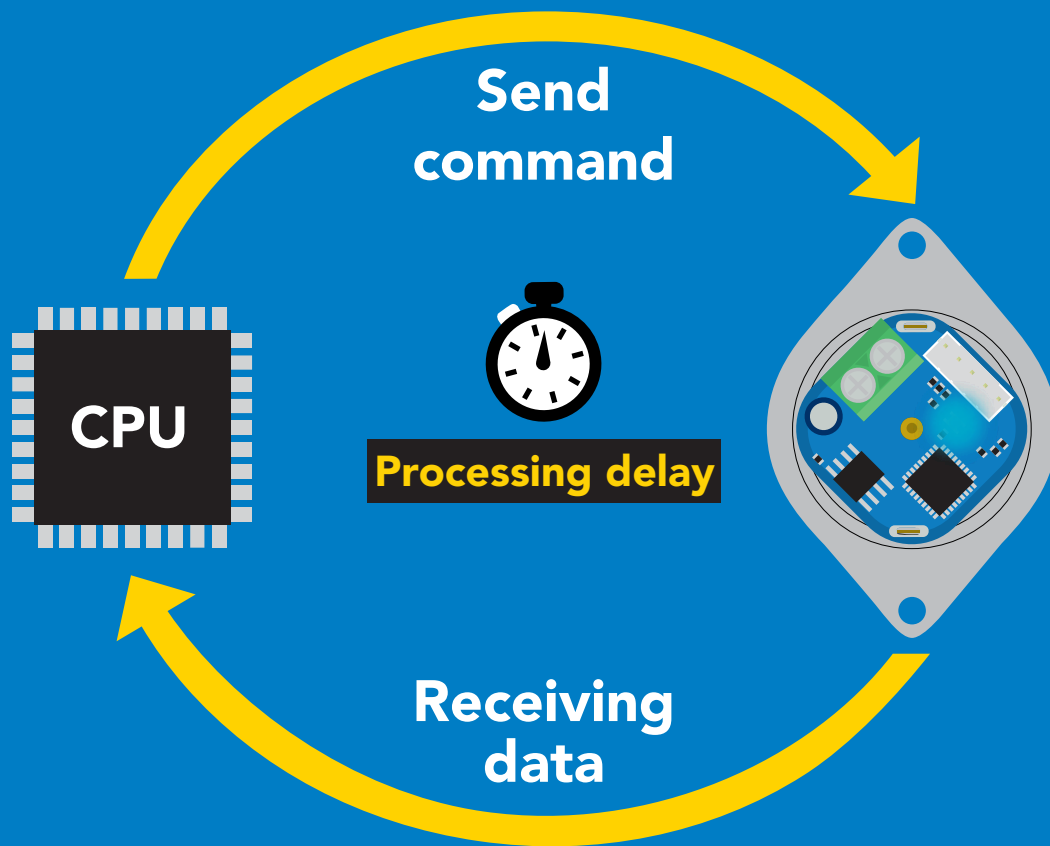 Send
command
CPU
Processing delay
Receiving
data